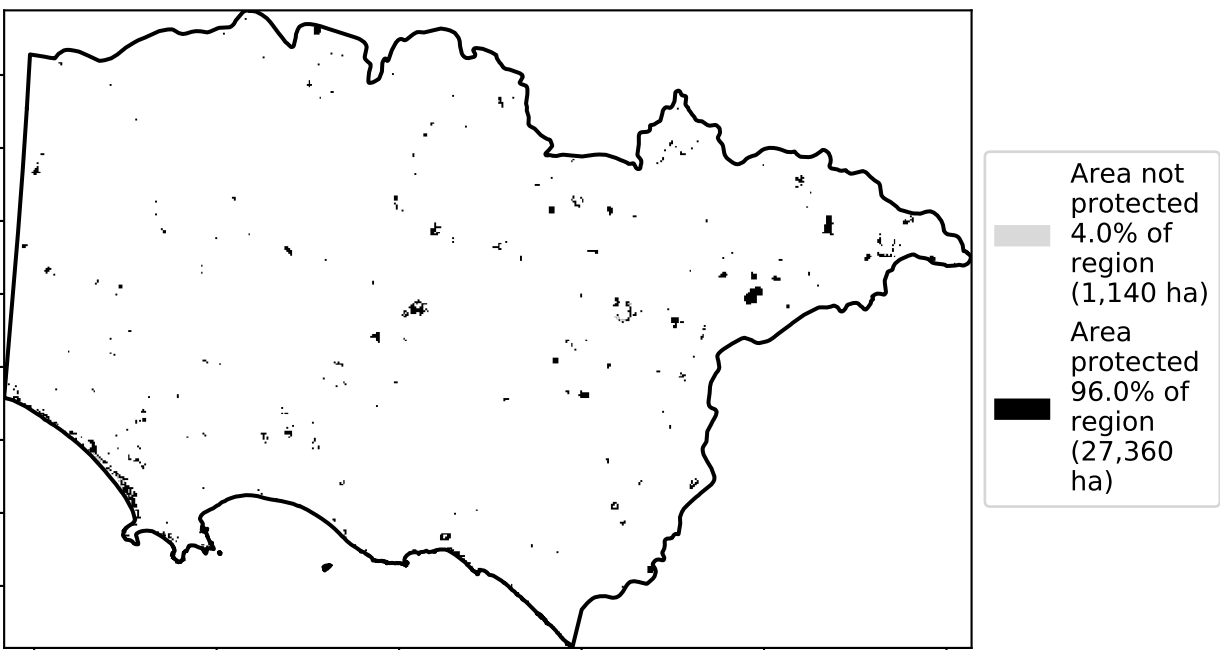 Area not
protected
4.0% of
region
(1,140 ha)
Area
protected
96.0% of
region
(27,360
ha)